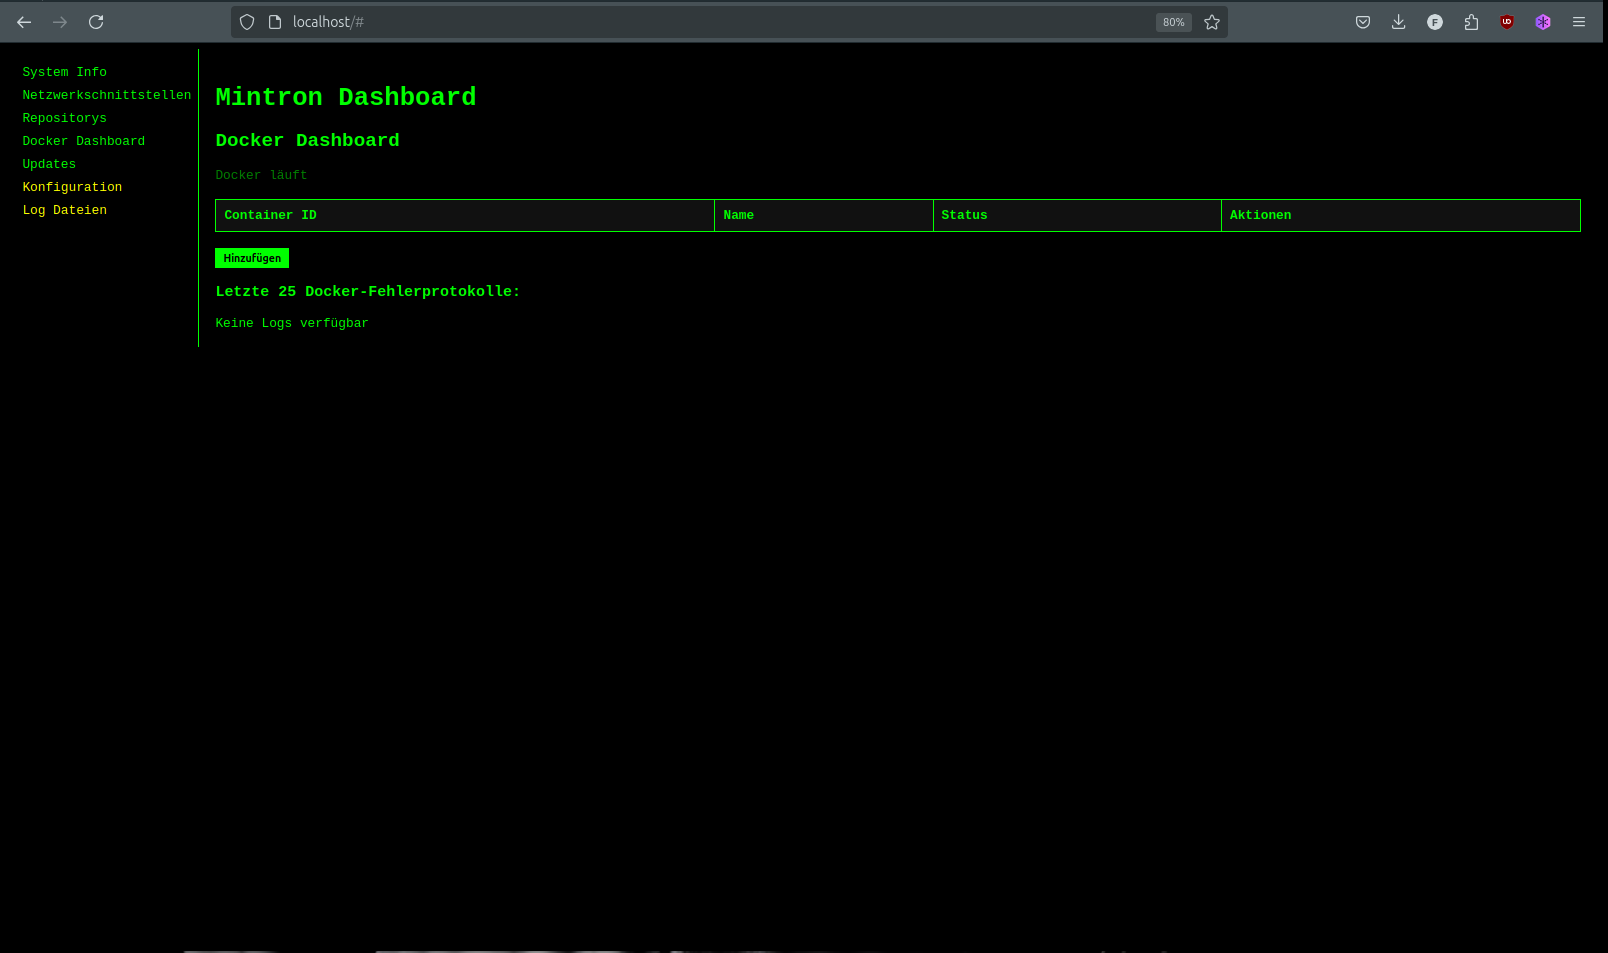 localhost/#
80%
System Info
Netzwerkschnittstellen
Repositorys
Docker Dashboard
Updates
Konfiguration
Log Dateien
Mintron Dashboard
Docker Dashboard
Docker läuft
Container ID Name Status Aktionen
Hinzufügen
Letzte 25 Docker-Fehlerprotokolle:
Keine Logs verfügbar